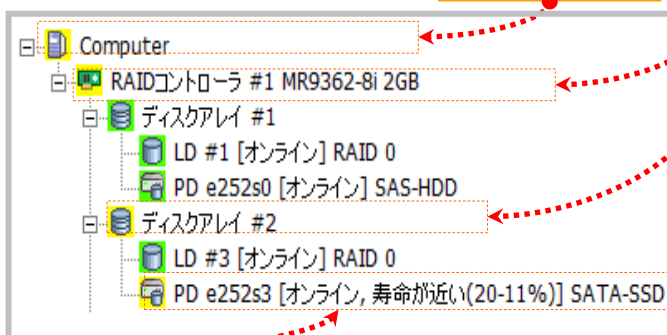 Computer
RAIDコントローラ #1 MR9362-8i 2GB
ディスクアレイ #1
LD #1 [オンライン] RAID 0
PD e252s0 [オンライン] SAS-HDD
ディスクアレイ #2
LD #3 [オンライン] RAID 0
PD e252s3 [オンライン, 寿命が近い(20-11%)] SATA-SSD